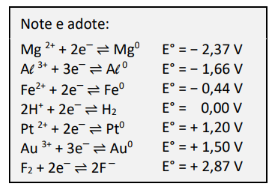 Note e adote:
Mg ²⁺ + 2e⁻ ⇌ Mg⁰ E° = – 2,37 V
Aℓ ³⁺ + 3e⁻ ⇌ Aℓ⁰ E° = – 1,66 V
Fe²⁺ + 2e⁻ ⇌ Fe⁰ E° = – 0,44 V
2H⁺ + 2e⁻ ⇌ H₂ E° = 0,00 V
Pt ²⁺ + 2e⁻ ⇌ Pt⁰ E° = + 1,20 V
Au ³⁺ + 3e⁻ ⇌ Au⁰ E° = + 1,50 V
F₂ + 2e⁻ ⇌ 2F⁻ E° = + 2,87 V